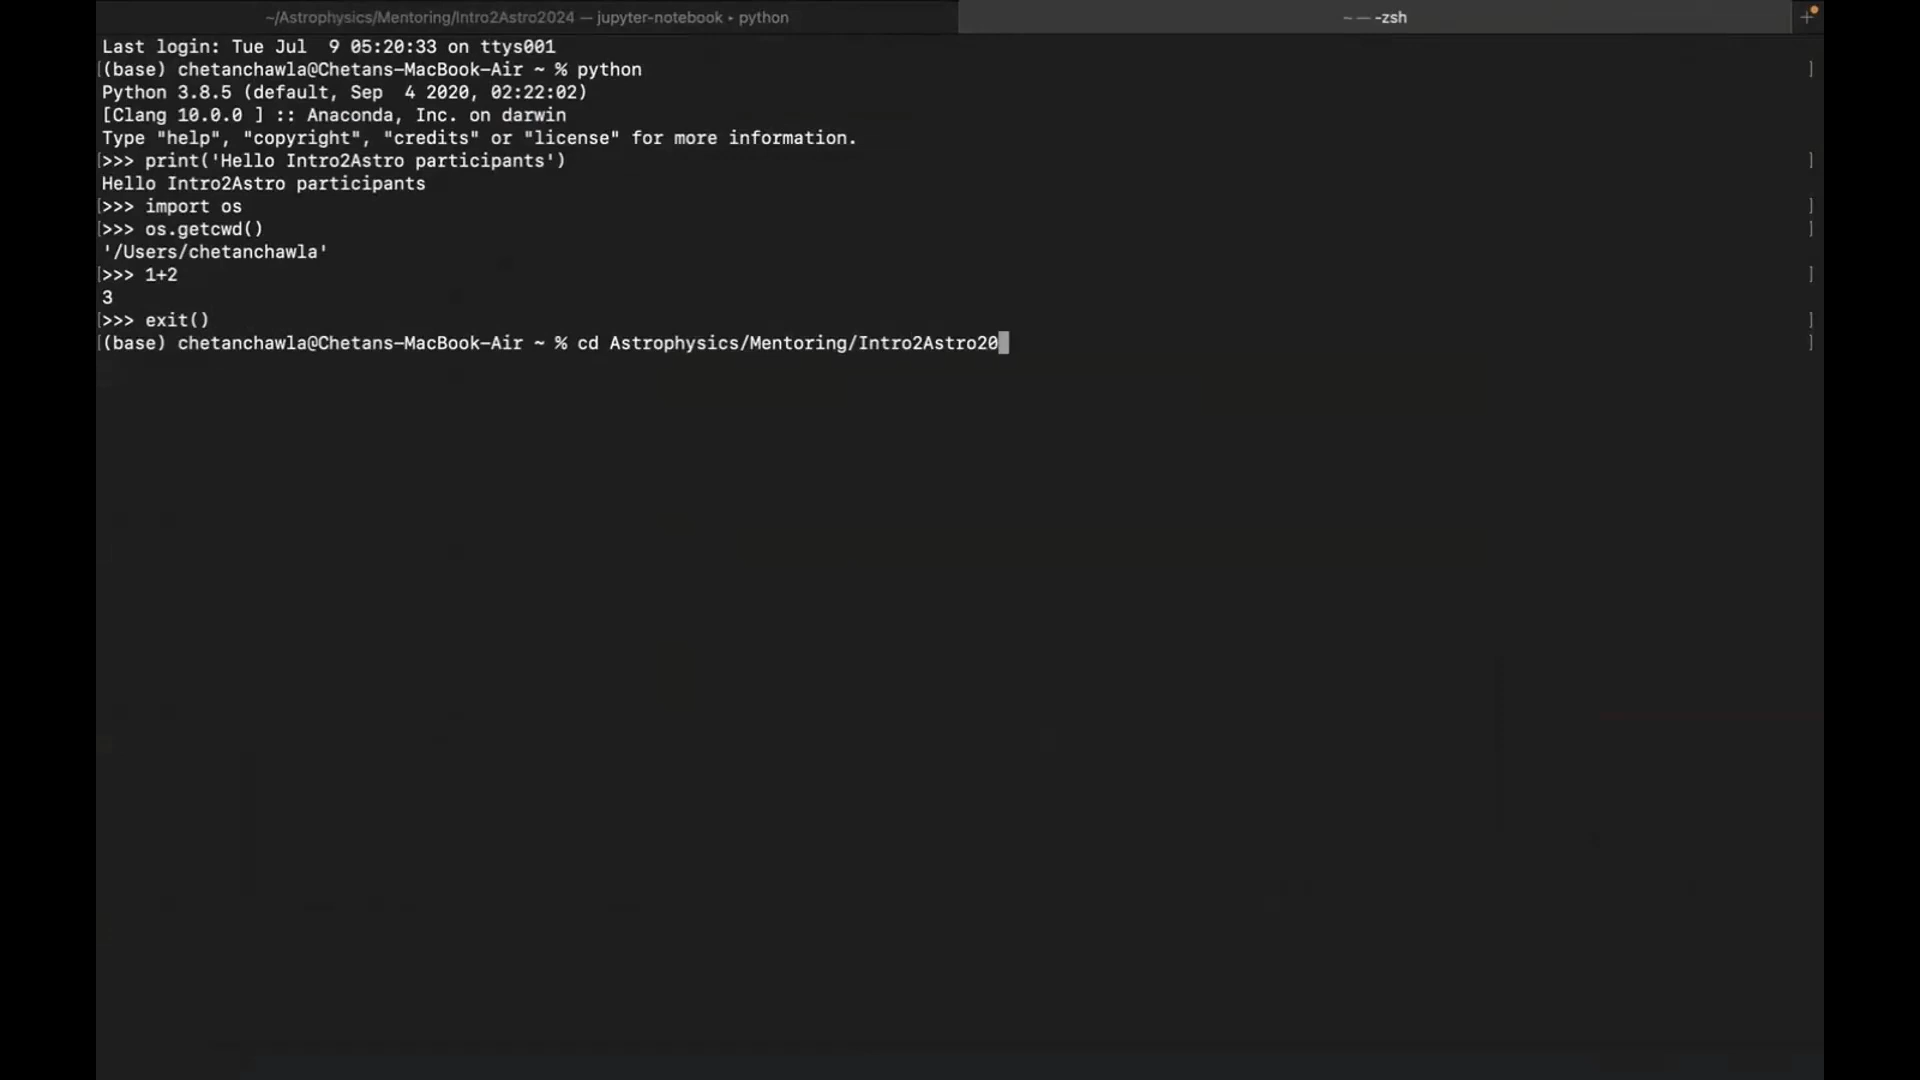 ~/Astrophysics/Mentoring/Intro2Astro2024 — jupyter-notebook ▸ python
~ — -zsh
Last login: Tue Jul  9 05:20:33 on ttys001
[(base) chetanchawla@Chetans-MacBook-Air ~ % python ]
Python 3.8.5 (default, Sep  4 2020, 02:22:02)
[Clang 10.0.0 ] :: Anaconda, Inc. on darwin
Type "help", "copyright", "credits" or "license" for more information.
[>>> print('Hello Intro2Astro participants') ]
Hello Intro2Astro participants
[>>> import os ]
[>>> os.getcwd() ]
'/Users/chetanchawla'
[>>> 1+2 ]
3
[>>> exit() ]
[(base) chetanchawla@Chetans-MacBook-Air ~ % cd Astrophysics/Mentoring/Intro2Astro20 ]